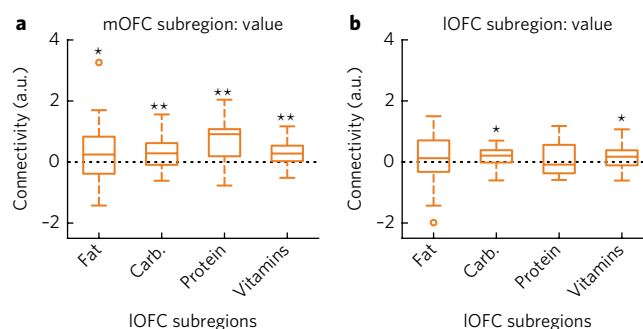 a mOFC subregion: value
Connectivity (a.u.)
4
2
0
−2
* ** ** **
Fat Carb. Protein Vitamins
lOFC subregions
b lOFC subregion: value
Connectivity (a.u.)
4
2
0
−2
* *
Fat Carb. Protein Vitamins
lOFC subregions